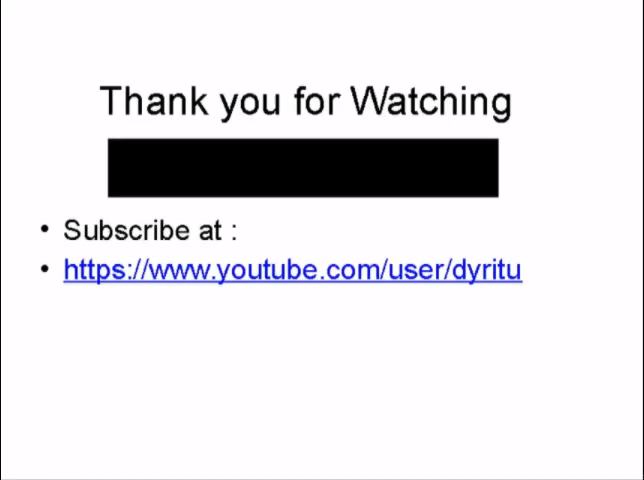 Thank you for Watching
• Subscribe at :
• https://www.youtube.com/user/dyritu